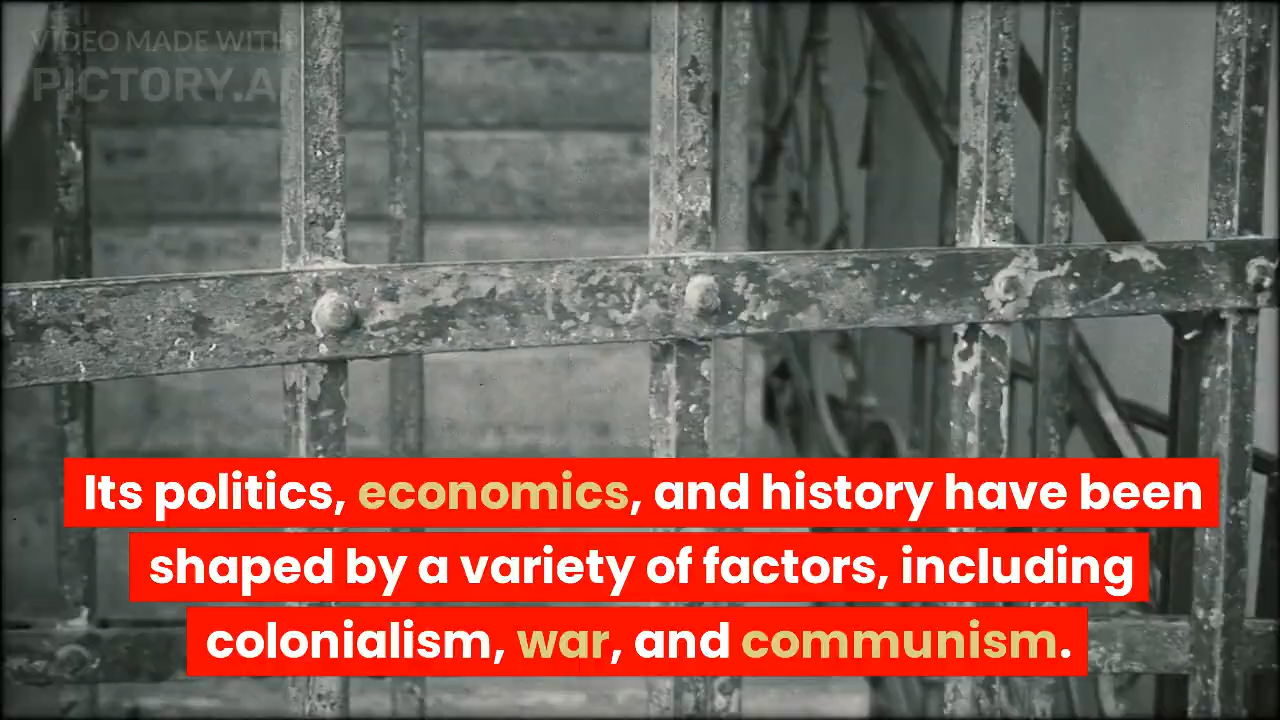 VIDEO MADE WITH
PICTORY.AI
Its politics, economics, and history have been
shaped by a variety of factors, including
colonialism, war, and communism.